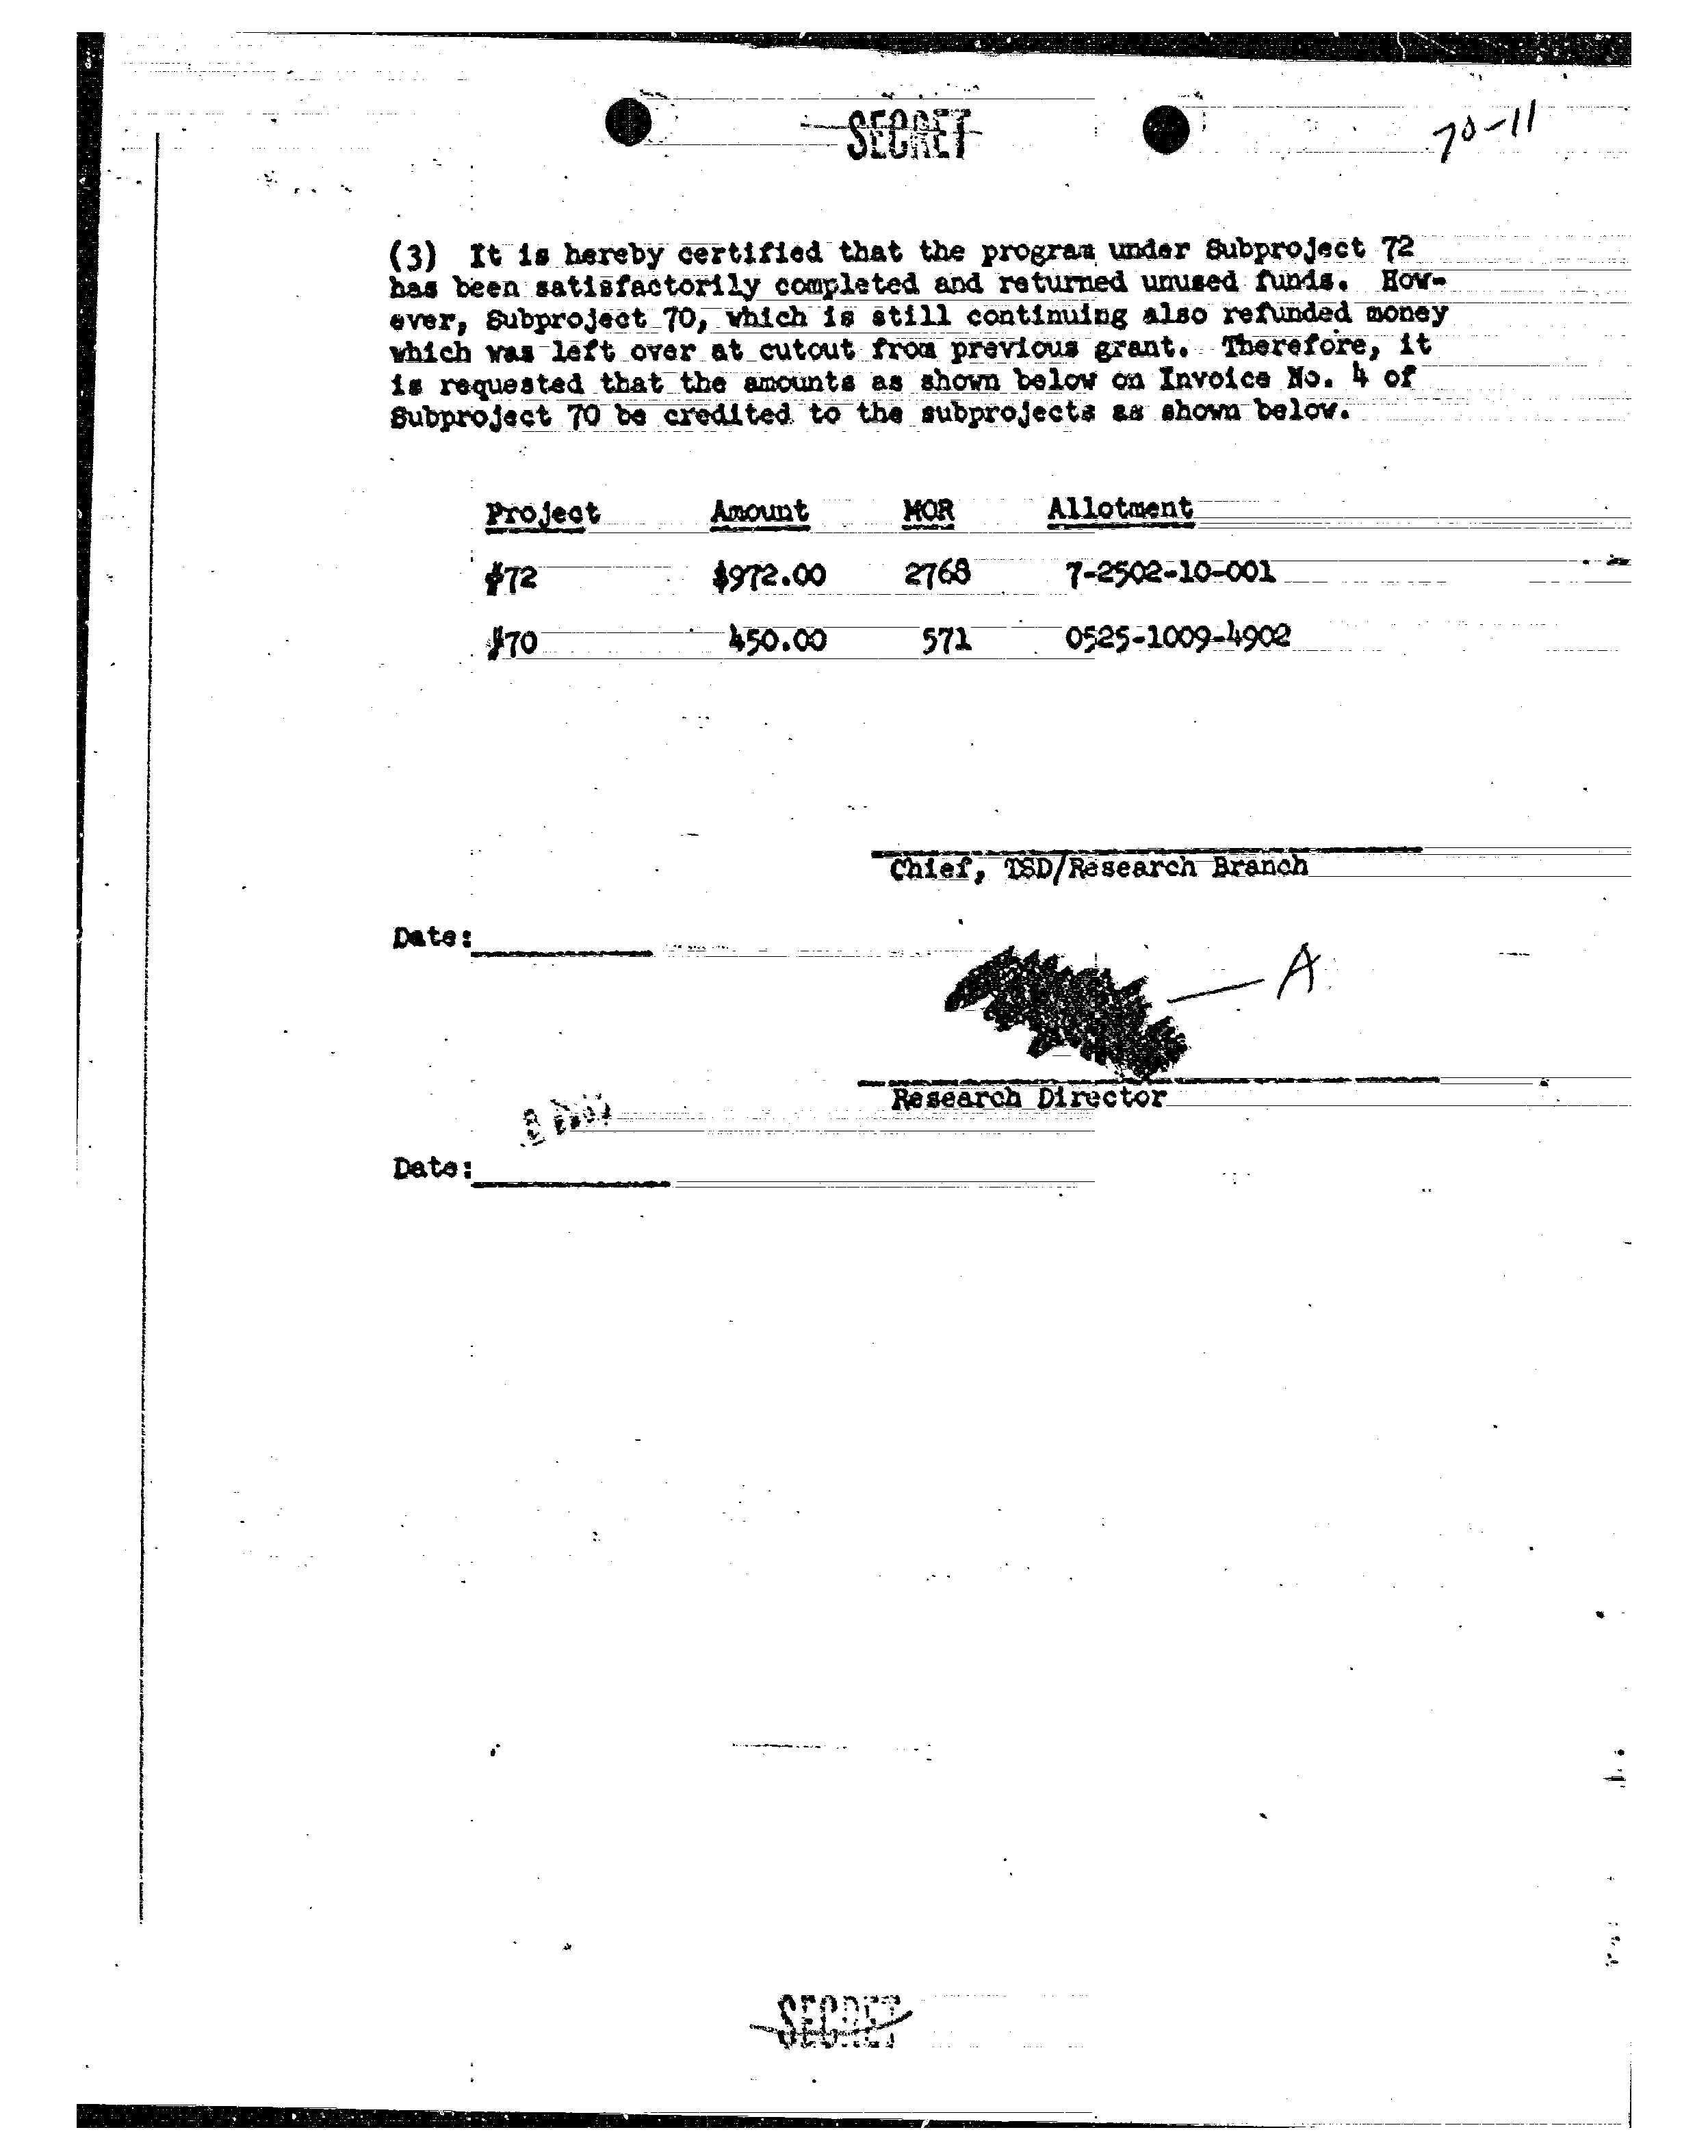 SECRET
70-11
(3) It is hereby certified that the program under Subproject 72
has been satisfactorily completed and returned unused funds. How-
ever, Subproject 70, which is still continuing also refunded money
which was left over at cutout from previous grant. Therefore, it
is requested that the amounts as shown below on Invoice No. 4 of
Subproject 70 be credited to the subprojects as shown below.
Project Amount MOR Allotment
#72 $972.00 2768 7-2502-10-001
#70 450.00 571 0525-1009-4902
Chief, TSD/Research Branch
Date:
A
Research Director
Date:
SECRET